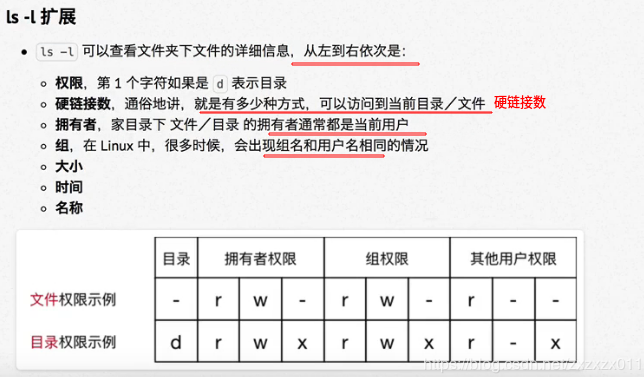 ls -l 扩展
• ls -l 可以查看文件夹下文件的详细信息，从左到右依次是：
○ 权限，第 1 个字符如果是 d 表示目录
○ 硬链接数，通俗地讲，就是有多少种方式，可以访问到当前目录／文件 硬链接数
○ 拥有者，家目录下 文件／目录 的拥有者通常都是当前用户
○ 组，在 Linux 中，很多时候，会出现组名和用户名相同的情况
○ 大小
○ 时间
○ 名称
目录 拥有者权限 组权限 其他用户权限
文件权限示例 - r w - r w - r - -
目录权限示例 d r w x r w x r - x
https://blog.csdn.net/zxzxzx011